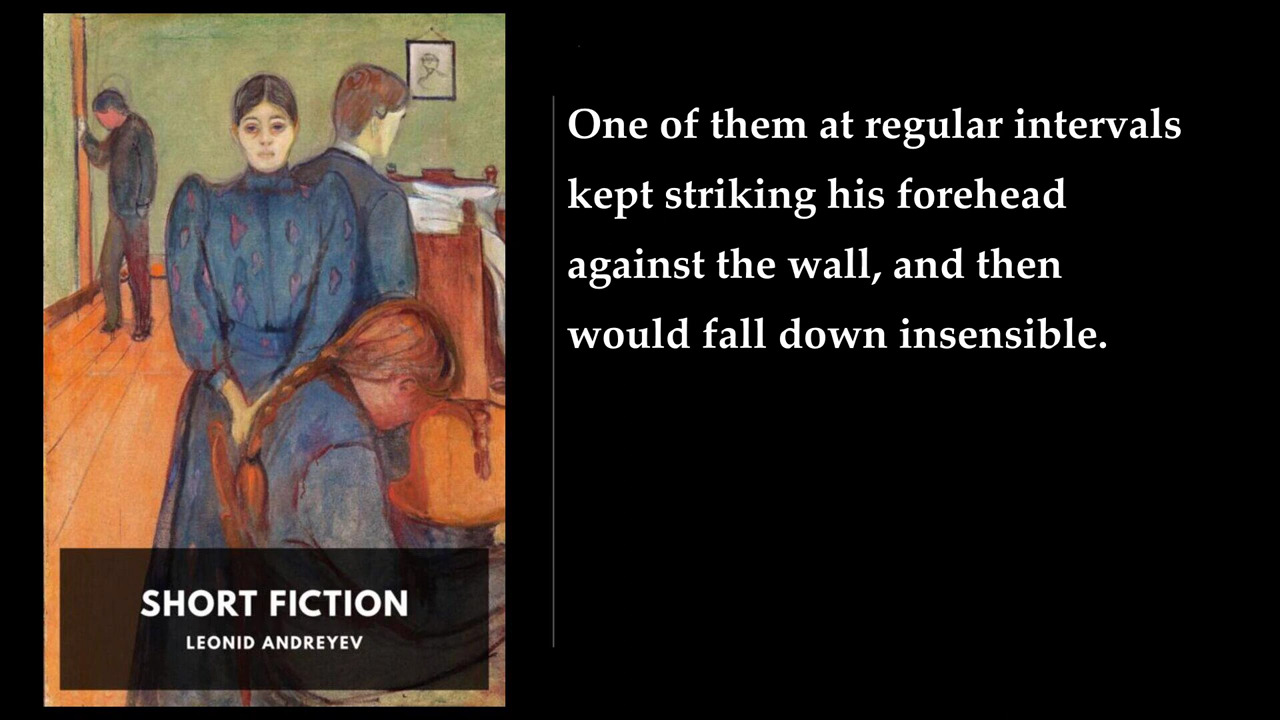 One of them at regular intervals
kept striking his forehead
against the wall, and then
would fall down insensible.
SHORT FICTION
LEONID ANDREYEV